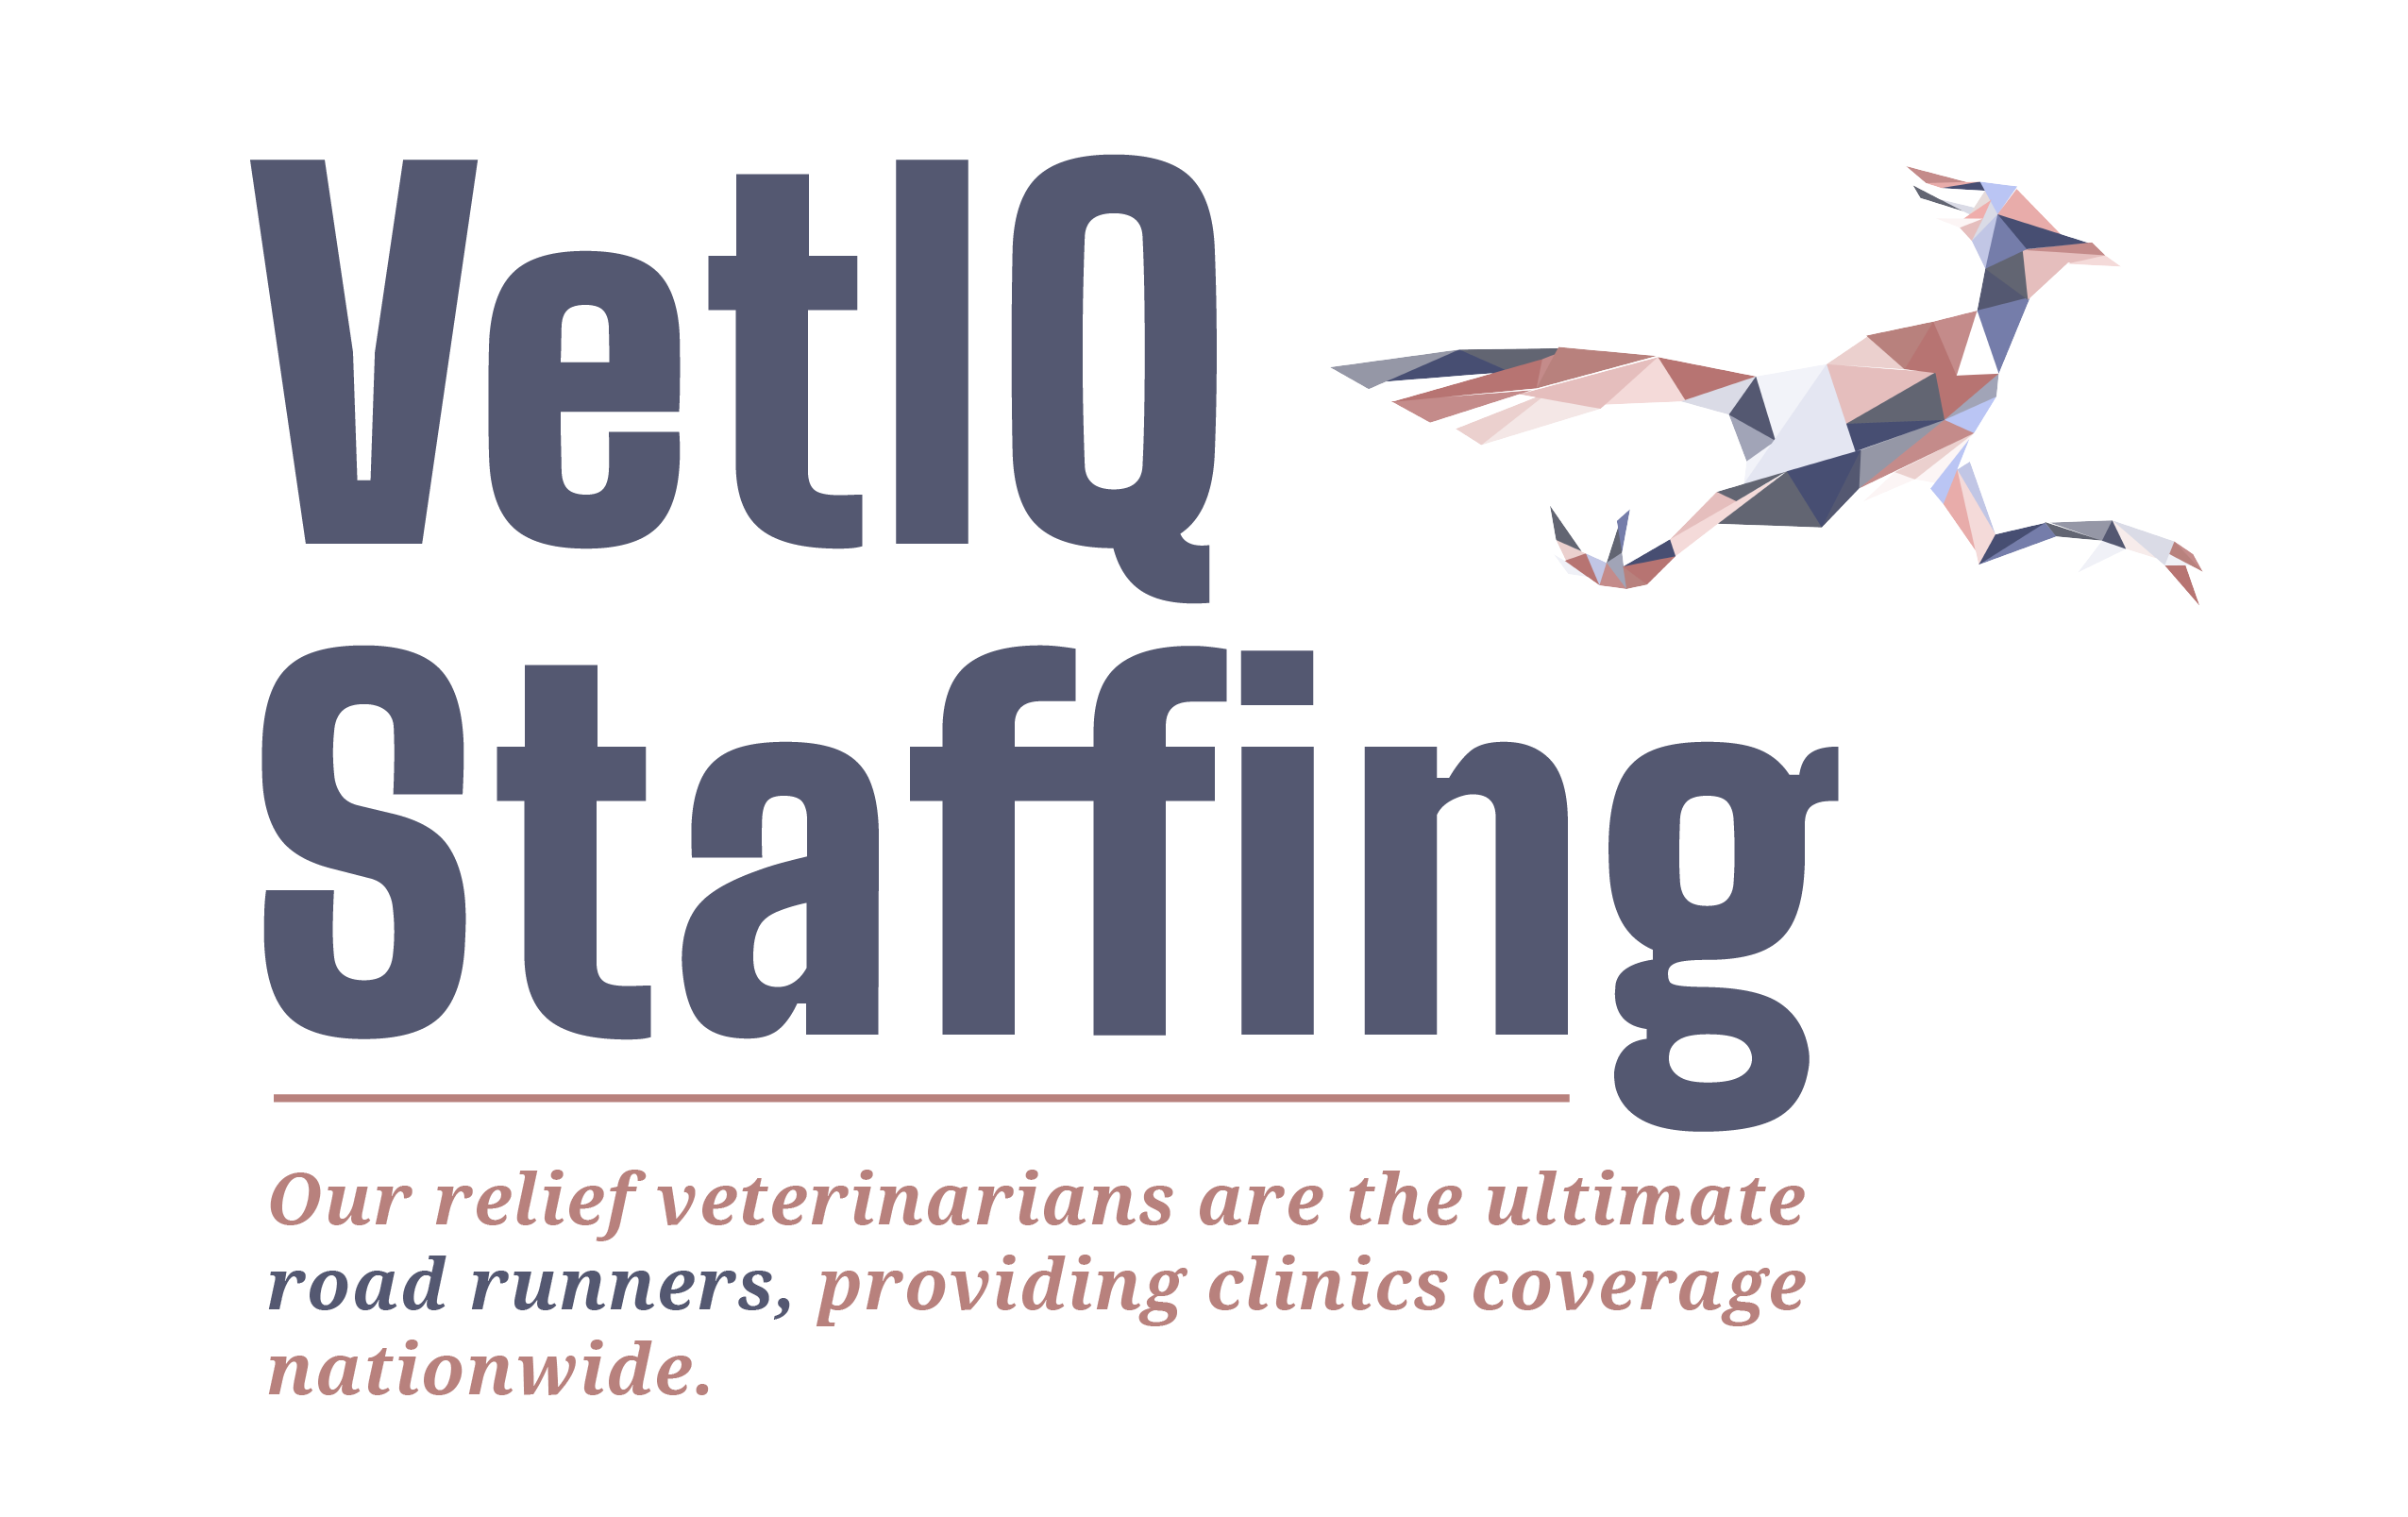 VetIQ
Staffing
Our relief veterinarians are the ultimate
road runners, providing clinics coverage
nationwide.